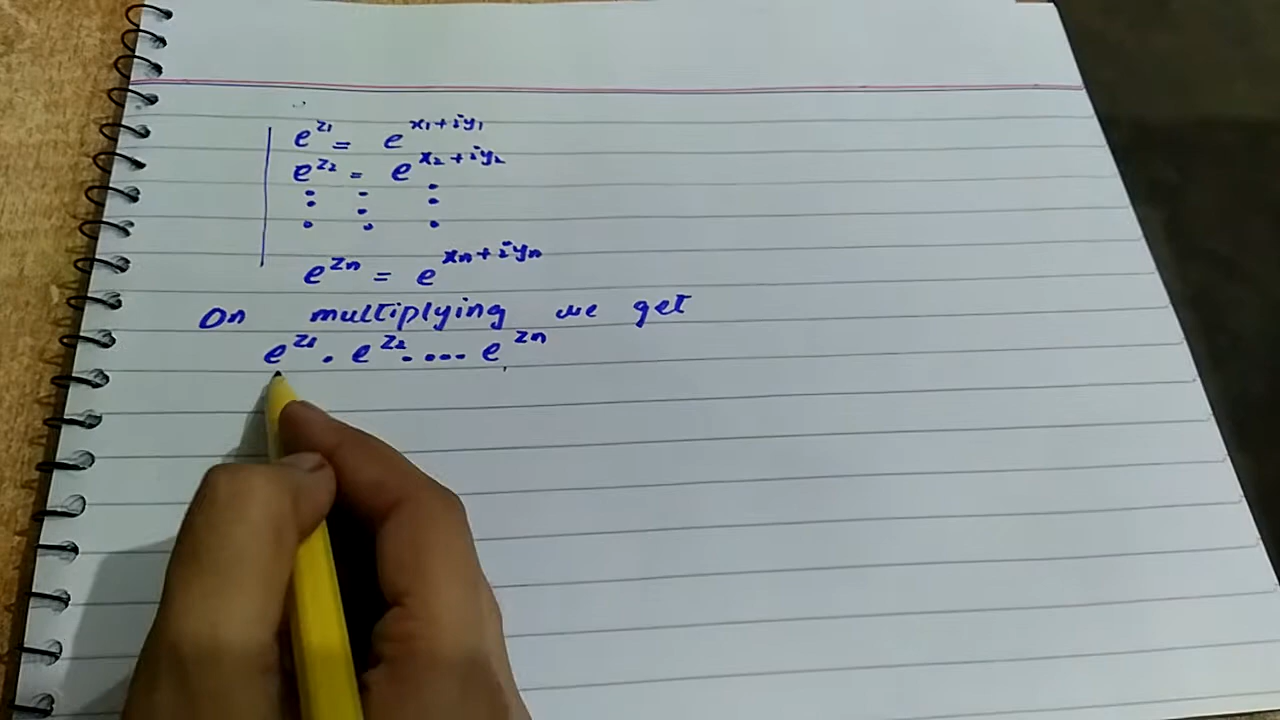 e^z1 = e^x1+iy1
e^z2 = e^x2+iy2
⋮ ⋮ ⋮
e^zn = e^xn+iyn
On multiplying we get
e^z1 . e^z2 .... e^zn